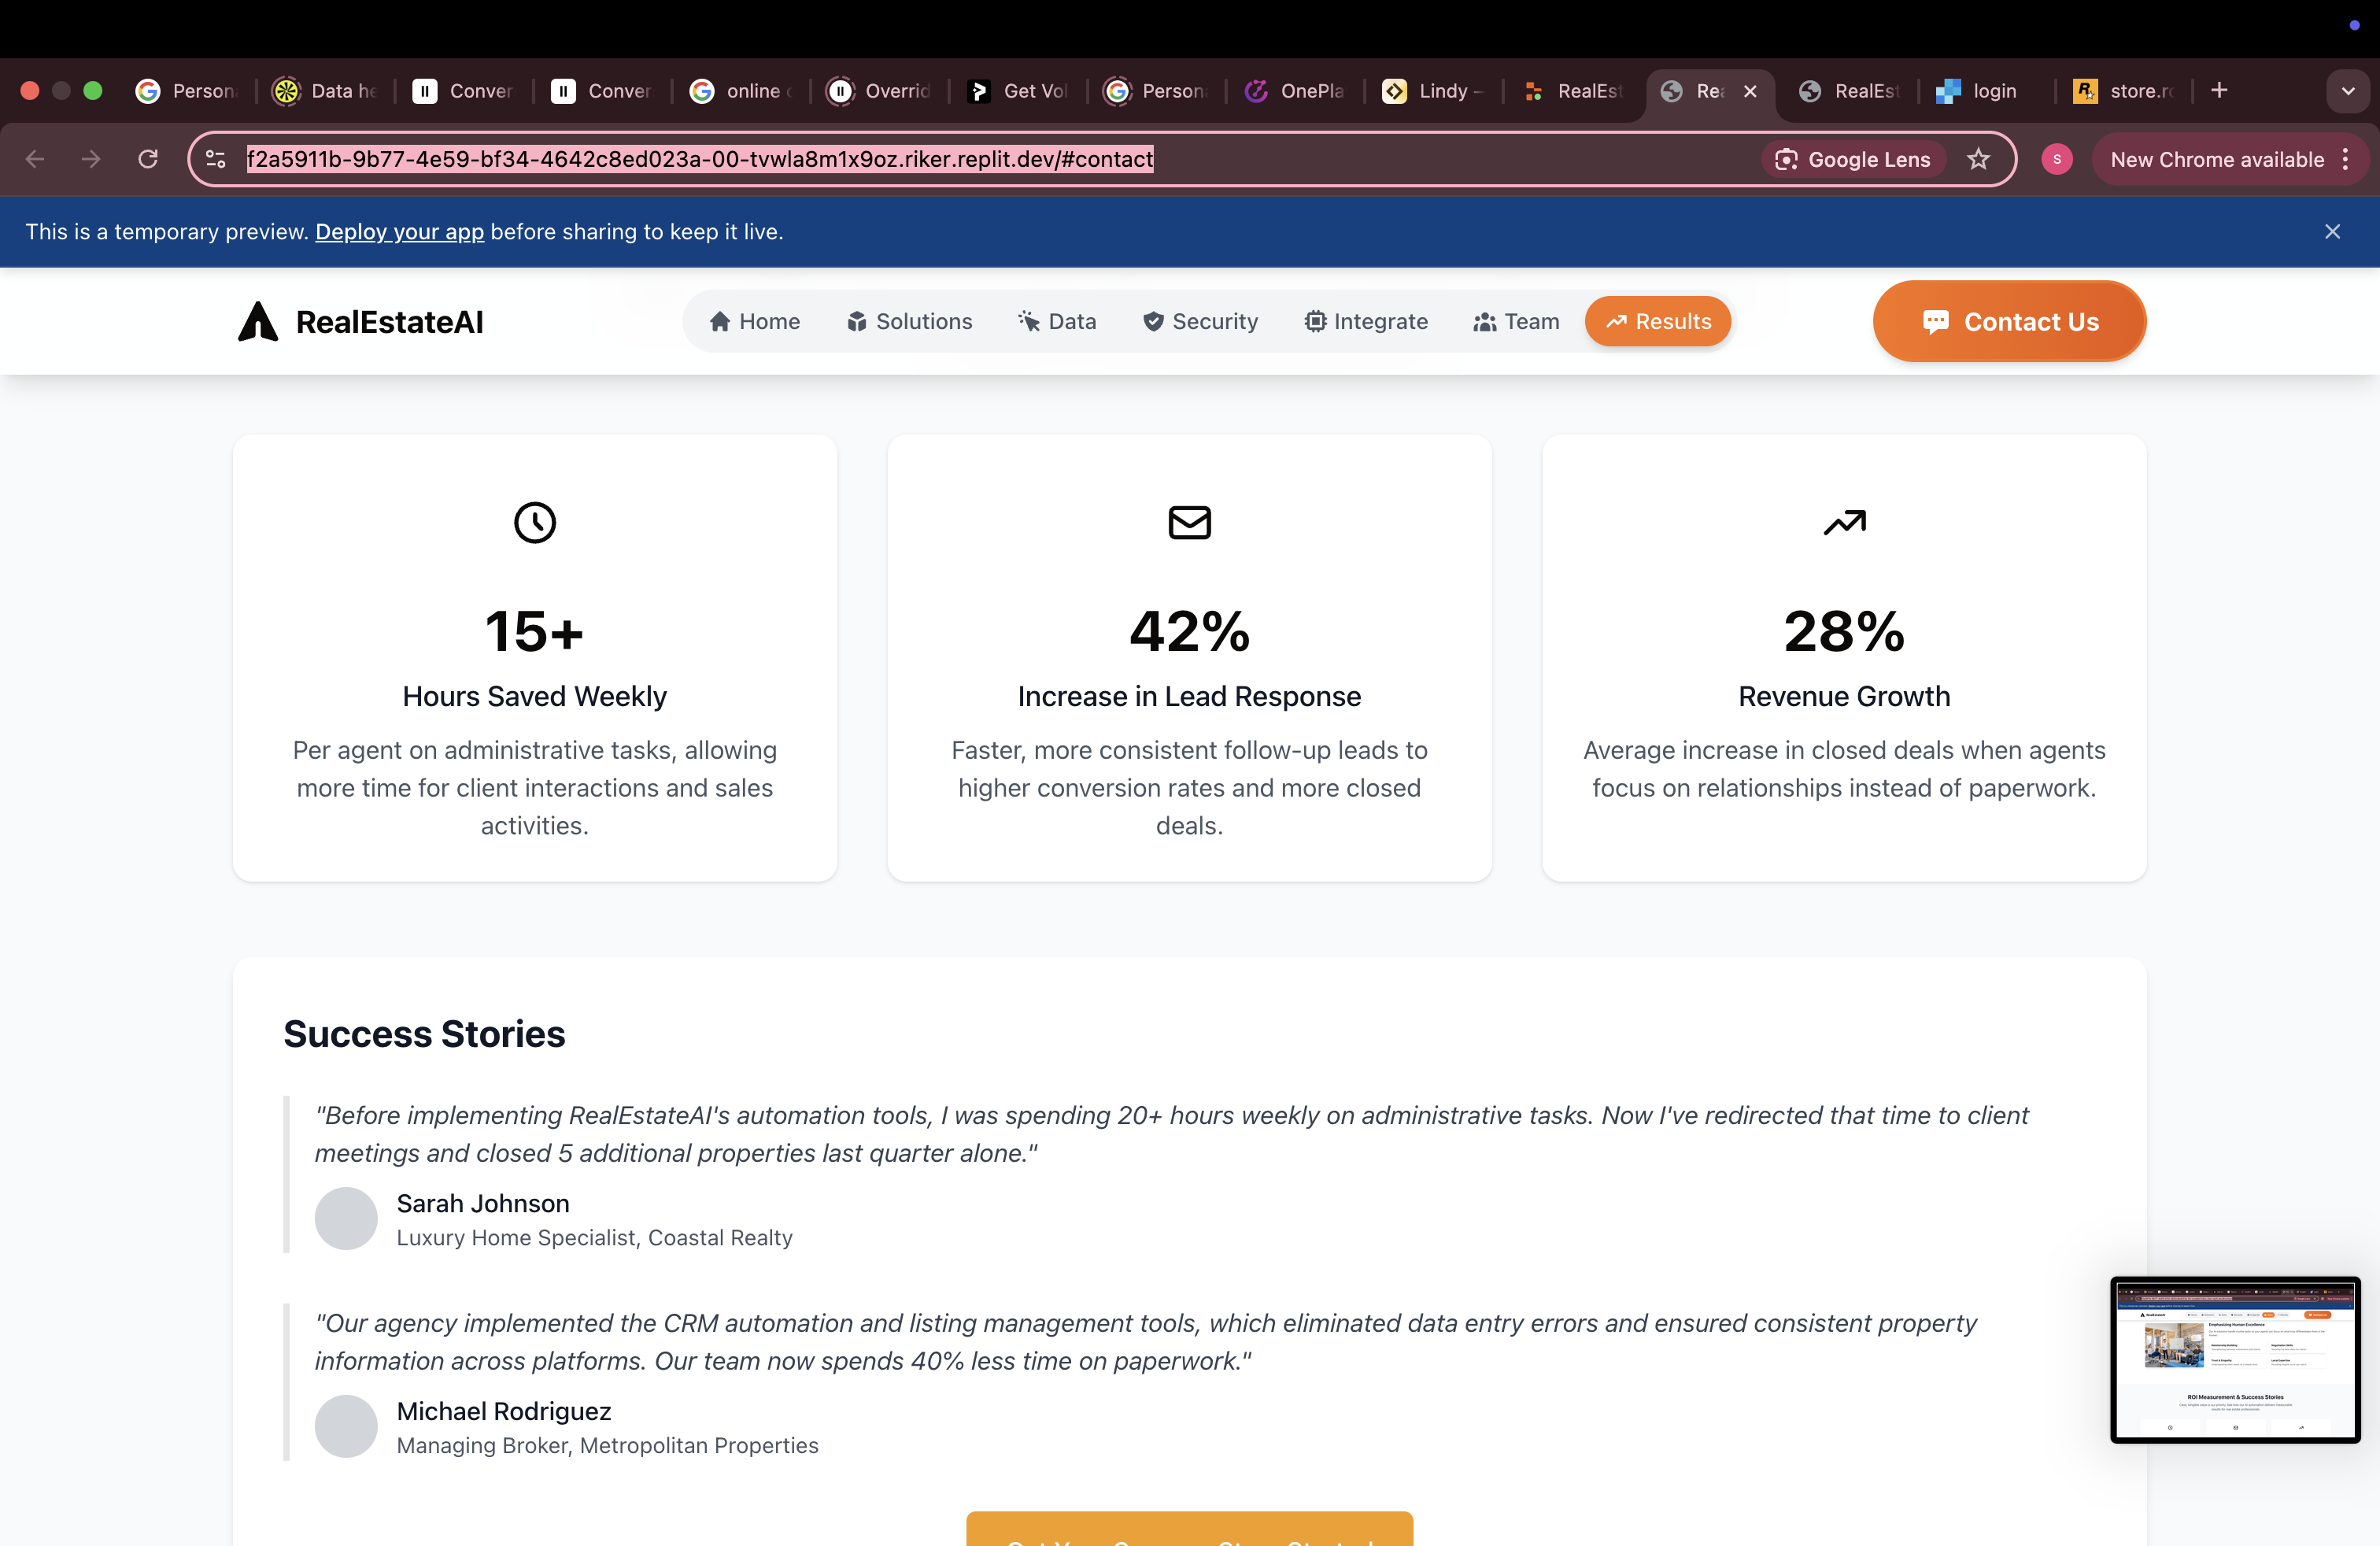 Person
Data he
Conver
Conver
online
Overrid
Get Vol
Person
OnePla
Lindy –
RealEst
Rea
RealEst
login
store.ro
f2a5911b-9b77-4e59-bf34-4642c8ed023a-00-tvwla8m1x9oz.riker.replit.dev/#contact
Google Lens
S
New Chrome available
This is a temporary preview. Deploy your app before sharing to keep it live.
RealEstateAI
Home
Solutions
Data
Security
Integrate
Team
Results
Contact Us
15+
Hours Saved Weekly
Per agent on administrative tasks, allowing
more time for client interactions and sales
activities.
42%
Increase in Lead Response
Faster, more consistent follow-up leads to
higher conversion rates and more closed
deals.
28%
Revenue Growth
Average increase in closed deals when agents
focus on relationships instead of paperwork.
Success Stories
"Before implementing RealEstateAI's automation tools, I was spending 20+ hours weekly on administrative tasks. Now I've redirected that time to client
meetings and closed 5 additional properties last quarter alone."
Sarah Johnson
Luxury Home Specialist, Coastal Realty
"Our agency implemented the CRM automation and listing management tools, which eliminated data entry errors and ensured consistent property
information across platforms. Our team now spends 40% less time on paperwork."
Michael Rodriguez
Managing Broker, Metropolitan Properties
Emphasizing Human Excellence
ROI Measurement & Success Stories